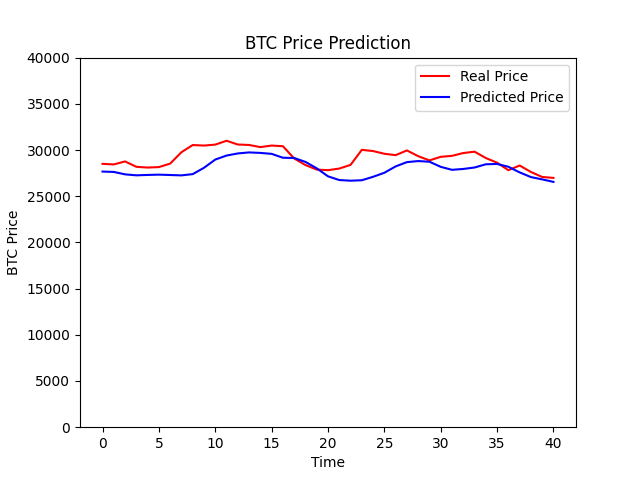 BTC Price Prediction
40000
35000
30000
25000
20000
15000
10000
5000
0
BTC Price
Real Price
Predicted Price
0 5 10 15 20 25 30 35 40
Time